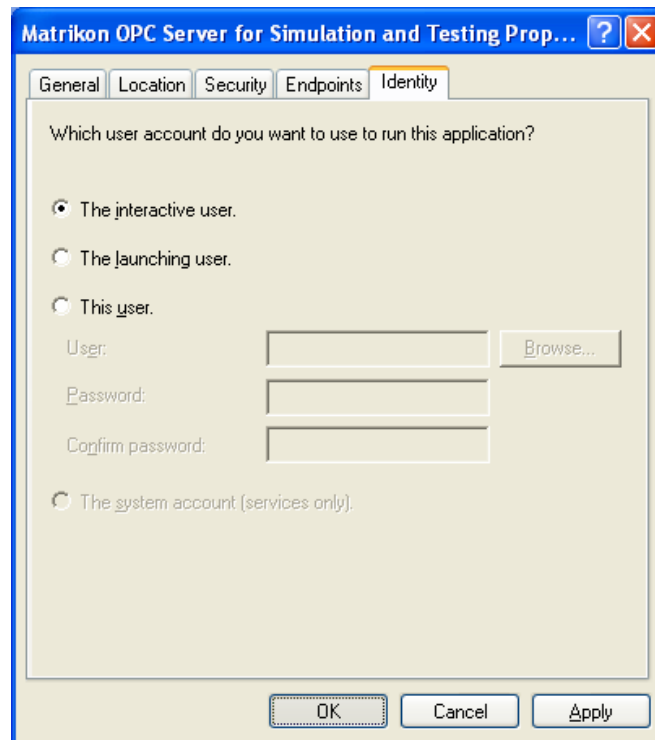 Matrikon OPC Server for Simulation and Testing Prop... ?
General Location Security Endpoints Identity
Which user account do you want to use to run this application?
The interactive user.
The launching user.
This user.
User: Browse...
Password:
Confirm password:
The system account (services only).
OK Cancel Apply